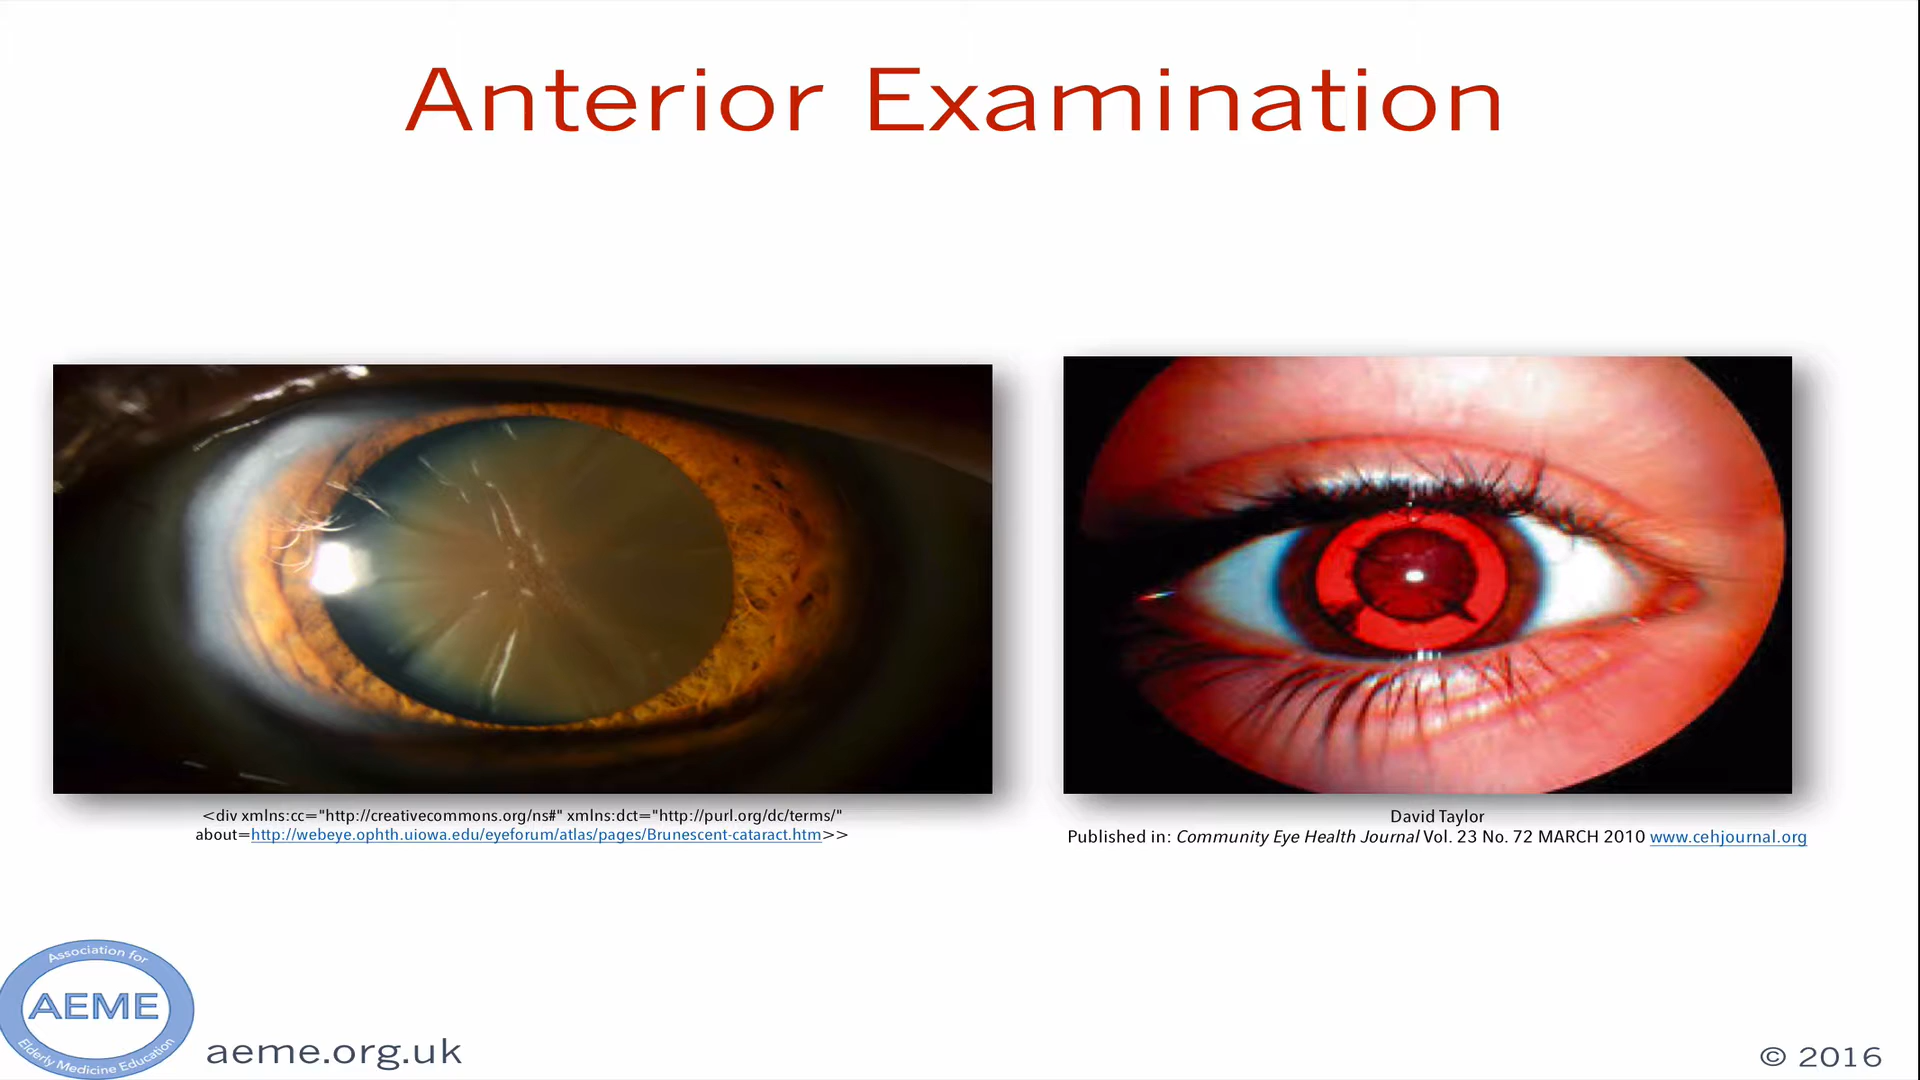 Anterior Examination
<div xmlns:cc="http://creativecommons.org/ns#" xmlns:dct="http://purl.org/dc/terms/"
about=http://webeye.ophth.uiowa.edu/eyeforum/atlas/pages/Brunescent-cataract.htm>>
David Taylor
Published in: Community Eye Health Journal Vol. 23 No. 72 MARCH 2010 www.cehjournal.org
Association for
AEME
Elderly Medicine Education
aeme.org.uk
© 2016